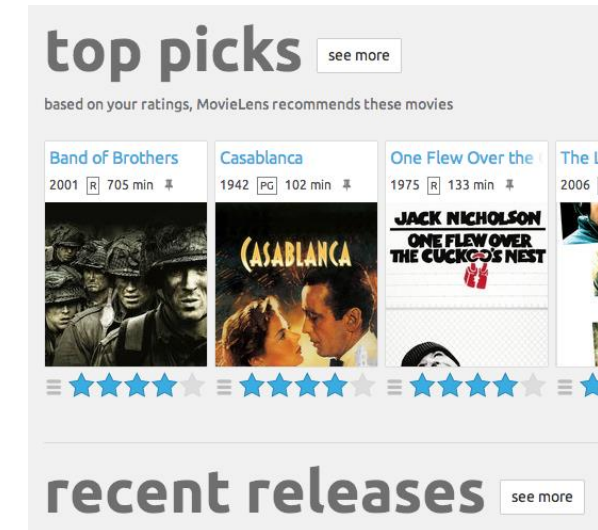 top picks see more
based on your ratings, MovieLens recommends these movies
Band of Brothers
2001 R 705 min
Casablanca
1942 PG 102 min
CASABLANCA
One Flew Over the
1975 R 133 min
JACK NICHOLSON
ONE FLEW OVER
THE CUCKOO'S NEST
The
2006
recent releases see more